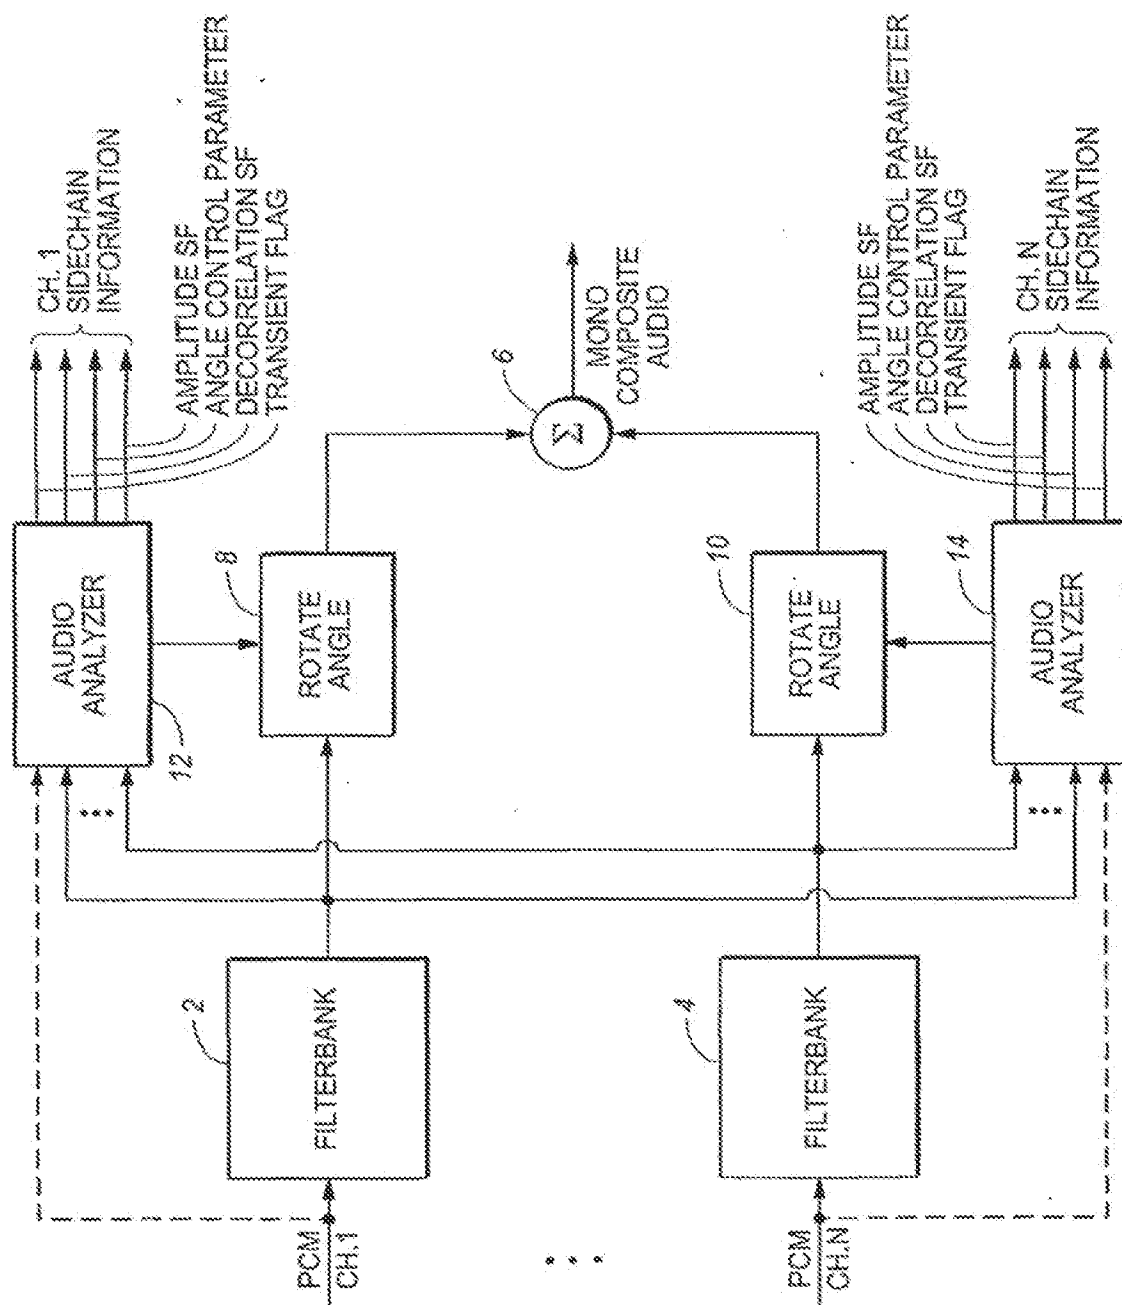 CH. 1
SIDECHAIN
INFORMATION
AMPLITUDE SF
ANGLE CONTROL PARAMETER
DECORRELATION SF
TRANSIENT FLAG
AUDIO
ANALYZER
12
8
ROTATE
ANGLE
2
FILTERBANK
PCM
CH.1
6
Σ
MONO
COMPOSITE
AUDIO
AMPLITUDE SF
ANGLE CONTROL PARAMETER
DECORRELATION SF
TRANSIENT FLAG
CH. N
SIDECHAIN
INFORMATION
10
ROTATE
ANGLE
14
AUDIO
ANALYZER
4
FILTERBANK
PCM
CH.N